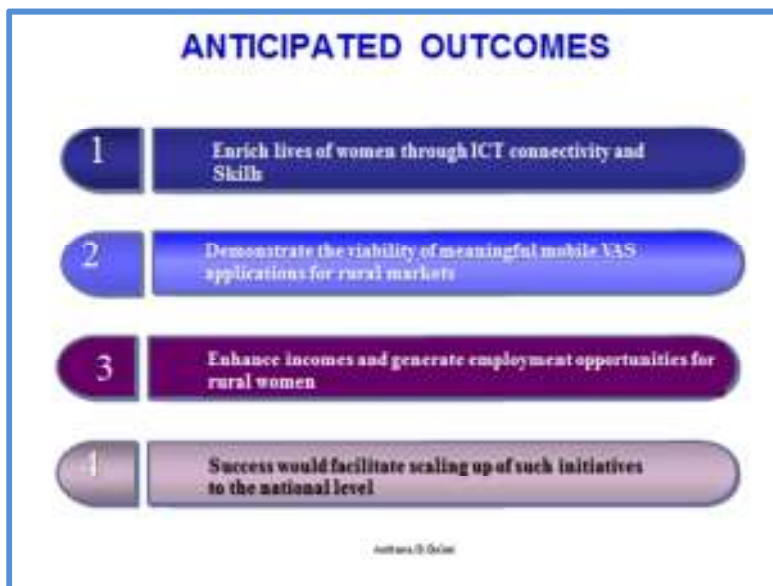 ANTICIPATED OUTCOMES
1
Enrich lives of women through ICT connectivity and
Skills
2
Demonstrate the viability of meaningful mobile VAS
applications for rural markets
3
Enhance incomes and generate employment opportunities for
rural women
4
Success would facilitate scaling up of such initiatives
to the national level